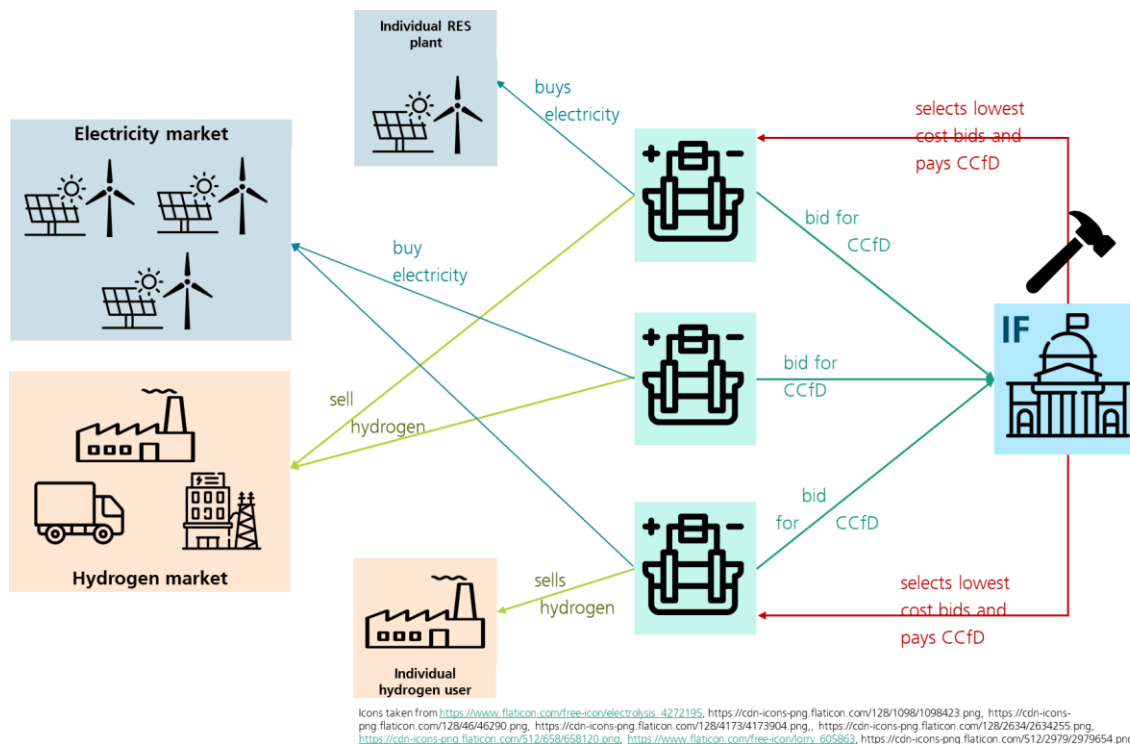 Individual RES
plant
buys
electricity
selects lowest
cost bids and
pays CCfD
Electricity market
+ −
bid for
CCfD
buy
electricity
IF
+ −
bid for
CCfD
sell
hydrogen
bid
for CCfD
+ −
Hydrogen market
sells
hydrogen
selects lowest
cost bids and
pays CCfD
Individual
hydrogen user
Icons taken from https://www.flaticon.com/free-icon/electrolysis_4272195, https://cdn-icons-png.flaticon.com/128/1098/1098423.png, https://cdn-icons-
png.flaticon.com/128/46/46290.png, https://cdn-icons-png.flaticon.com/128/4173/4173904.png,, https://cdn-icons-png.flaticon.com/128/2634/2634255.png,
https://cdn-icons-png.flaticon.com/512/658/658120.png, https://www.flaticon.com/free-icon/lorry_605863, https://cdn-icons-png.flaticon.com/512/2979/2979654.png